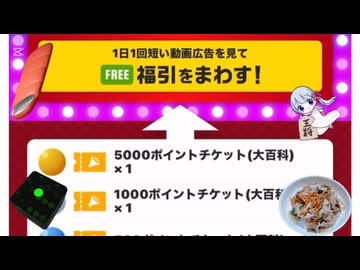 1日1回短い動画広告を見て
FREE 福引をまわす!
5000ポイントチケット(大百科)
×1
1000ポイントチケット(大百科
×1
王将